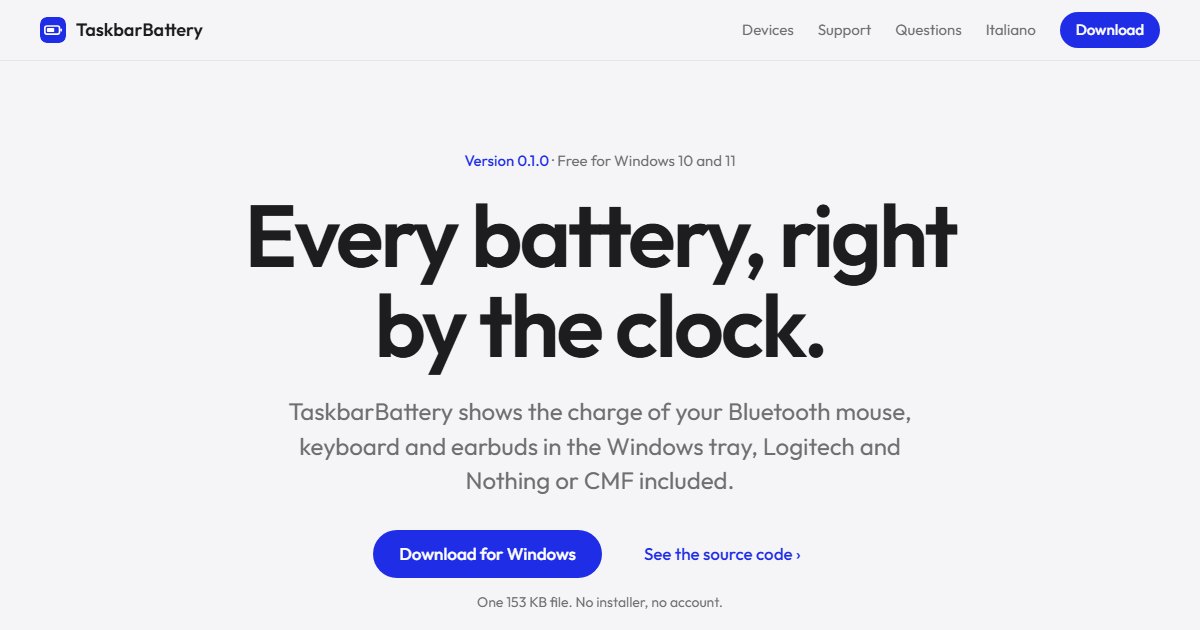 TaskbarBattery
Devices
Support
Questions
Italiano
Download
Version 0.1.0 · Free for Windows 10 and 11
Every battery, right
by the clock.
TaskbarBattery shows the charge of your Bluetooth mouse,
keyboard and earbuds in the Windows tray, Logitech and
Nothing or CMF included.
Download for Windows
See the source code ›
One 153 KB file. No installer, no account.